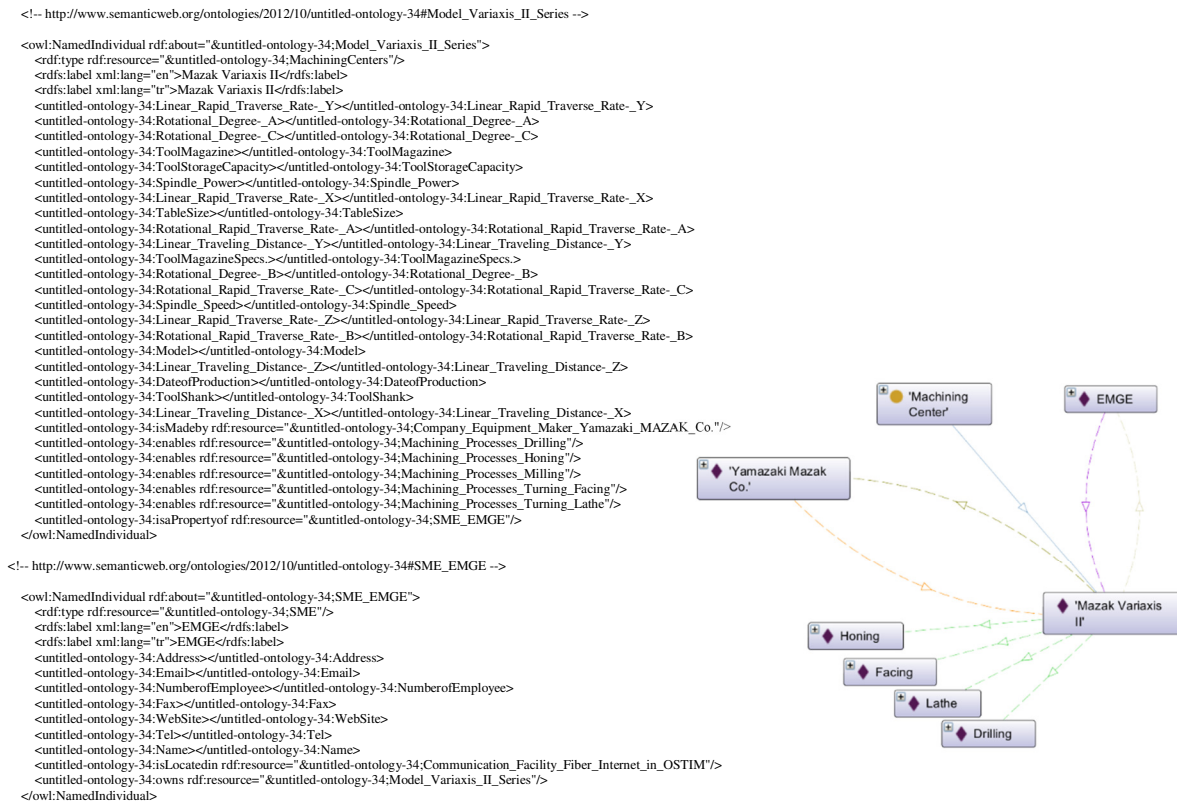 <!-- http://www.semanticweb.org/ontologies/2012/10/untitled-ontology-34#Model_Variaxis_II_Series -->
<owl:NamedIndividual rdf:about="&untitled-ontology-34;Model_Variaxis_II_Series">
<rdf:type rdf:resource="&untitled-ontology-34;MachiningCenters"/>
<rdfs:label xml:lang="en">Mazak Variaxis II</rdfs:label>
<rdfs:label xml:lang="tr">Mazak Variaxis II</rdfs:label>
<untitled-ontology-34:Linear_Rapid_Traverse_Rate-_Y></untitled-ontology-34:Linear_Rapid_Traverse_Rate-_Y>
<untitled-ontology-34:Rotational_Degree-_A></untitled-ontology-34:Rotational_Degree-_A>
<untitled-ontology-34:Rotational_Degree-_C></untitled-ontology-34:Rotational_Degree-_C>
<untitled-ontology-34:ToolMagazine></untitled-ontology-34:ToolMagazine>
<untitled-ontology-34:ToolStorageCapacity></untitled-ontology-34:ToolStorageCapacity>
<untitled-ontology-34:Spindle_Power></untitled-ontology-34:Spindle_Power>
<untitled-ontology-34:Linear_Rapid_Traverse_Rate-_X></untitled-ontology-34:Linear_Rapid_Traverse_Rate-_X>
<untitled-ontology-34:TableSize></untitled-ontology-34:TableSize>
<untitled-ontology-34:Rotational_Rapid_Traverse_Rate-_A></untitled-ontology-34:Rotational_Rapid_Traverse_Rate-_A>
<untitled-ontology-34:Linear_Traveling_Distance-_Y></untitled-ontology-34:Linear_Traveling_Distance-_Y>
<untitled-ontology-34:ToolMagazineSpecs.></untitled-ontology-34:ToolMagazineSpecs.>
<untitled-ontology-34:Rotational_Degree-_B></untitled-ontology-34:Rotational_Degree-_B>
<untitled-ontology-34:Rotational_Rapid_Traverse_Rate-_C></untitled-ontology-34:Rotational_Rapid_Traverse_Rate-_C>
<untitled-ontology-34:Spindle_Speed></untitled-ontology-34:Spindle_Speed>
<untitled-ontology-34:Linear_Rapid_Traverse_Rate-_Z></untitled-ontology-34:Linear_Rapid_Traverse_Rate-_Z>
<untitled-ontology-34:Rotational_Rapid_Traverse_Rate-_B></untitled-ontology-34:Rotational_Rapid_Traverse_Rate-_B>
<untitled-ontology-34:Model></untitled-ontology-34:Model>
<untitled-ontology-34:Linear_Traveling_Distance-_Z></untitled-ontology-34:Linear_Traveling_Distance-_Z>
<untitled-ontology-34:DateofProduction></untitled-ontology-34:DateofProduction>
<untitled-ontology-34:ToolShank></untitled-ontology-34:ToolShank>
<untitled-ontology-34:Linear_Traveling_Distance-_X></untitled-ontology-34:Linear_Traveling_Distance-_X>
<untitled-ontology-34:isMadeby rdf:resource="&untitled-ontology-34;Company_Equipment_Maker_Yamazaki_MAZAK_Co."/>
<untitled-ontology-34:enables rdf:resource="&untitled-ontology-34;Machining_Processes_Drilling"/>
<untitled-ontology-34:enables rdf:resource="&untitled-ontology-34;Machining_Processes_Honing"/>
<untitled-ontology-34:enables rdf:resource="&untitled-ontology-34;Machining_Processes_Milling"/>
<untitled-ontology-34:enables rdf:resource="&untitled-ontology-34;Machining_Processes_Turning_Facing"/>
<untitled-ontology-34:enables rdf:resource="&untitled-ontology-34;Machining_Processes_Turning_Lathe"/>
<untitled-ontology-34:isaPropertyof rdf:resource="&untitled-ontology-34;SME_EMGE"/>
</owl:NamedIndividual>
<!-- http://www.semanticweb.org/ontologies/2012/10/untitled-ontology-34#SME_EMGE -->
<owl:NamedIndividual rdf:about="&untitled-ontology-34;SME_EMGE">
<rdf:type rdf:resource="&untitled-ontology-34;SME"/>
<rdfs:label xml:lang="en">EMGE</rdfs:label>
<rdfs:label xml:lang="tr">EMGE</rdfs:label>
<untitled-ontology-34:Address></untitled-ontology-34:Address>
<untitled-ontology-34:Email></untitled-ontology-34:Email>
<untitled-ontology-34:NumberofEmployee></untitled-ontology-34:NumberofEmployee>
<untitled-ontology-34:Fax></untitled-ontology-34:Fax>
<untitled-ontology-34:WebSite></untitled-ontology-34:WebSite>
<untitled-ontology-34:Tel></untitled-ontology-34:Tel>
<untitled-ontology-34:Name></untitled-ontology-34:Name>
<untitled-ontology-34:isLocatedin rdf:resource="&untitled-ontology-34;Communication_Facility_Fiber_Internet_in_OSTIM"/>
<untitled-ontology-34:owns rdf:resource="&untitled-ontology-34;Model_Variaxis_II_Series"/>
</owl:NamedIndividual>
'Machining
Center'
EMGE
'Yamazaki Mazak
Co.'
'Mazak Variaxis
II'
Honing
Facing
Lathe
Drilling